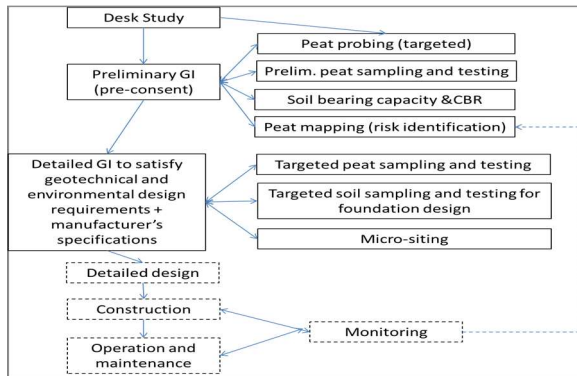 Desk Study
Peat probing (targeted)
Preliminary GI
(pre-consent)
Prelim. peat sampling and testing
Soil bearing capacity &CBR
Peat mapping (risk identification)
Detailed GI to satisfy
geotechnical and
environmental design
requirements +
manufacturer's
specifications
Targeted peat sampling and testing
Targeted soil sampling and testing for
foundation design
Micro-siting
Detailed design
Construction
Monitoring
Operation and
maintenance